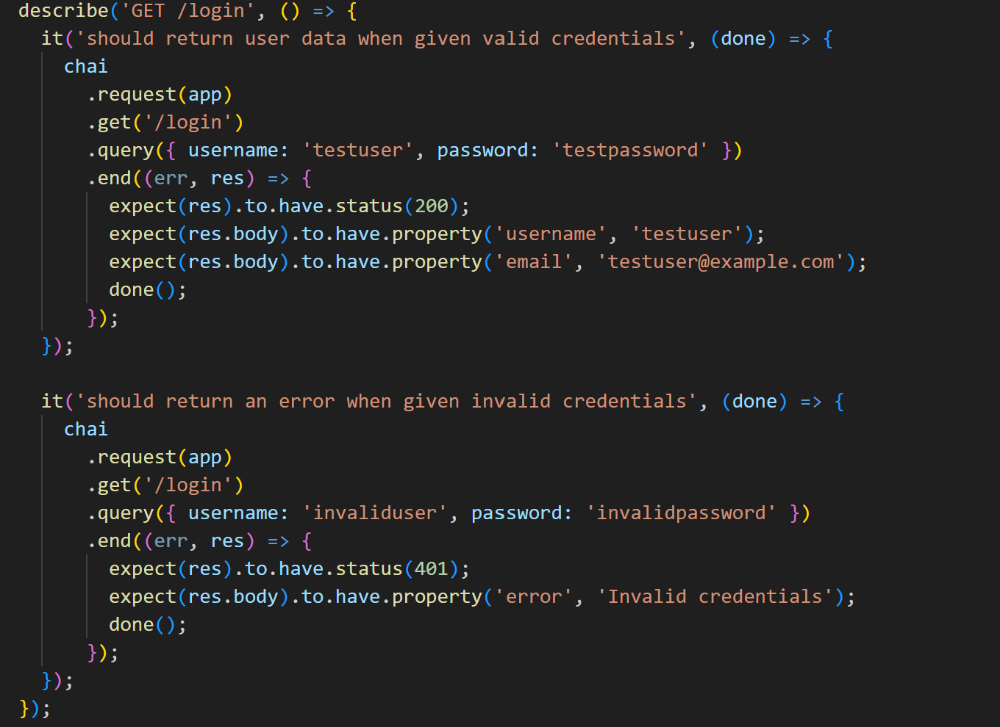 describe('GET /login', () => {
  it('should return user data when given valid credentials', (done) => {
    chai
      .request(app)
      .get('/login')
      .query({ username: 'testuser', password: 'testpassword' })
      .end((err, res) => {
        expect(res).to.have.status(200);
        expect(res.body).to.have.property('username', 'testuser');
        expect(res.body).to.have.property('email', 'testuser@example.com');
        done();
      });
  });

  it('should return an error when given invalid credentials', (done) => {
    chai
      .request(app)
      .get('/login')
      .query({ username: 'invaliduser', password: 'invalidpassword' })
      .end((err, res) => {
        expect(res).to.have.status(401);
        expect(res.body).to.have.property('error', 'Invalid credentials');
        done();
      });
  });
});